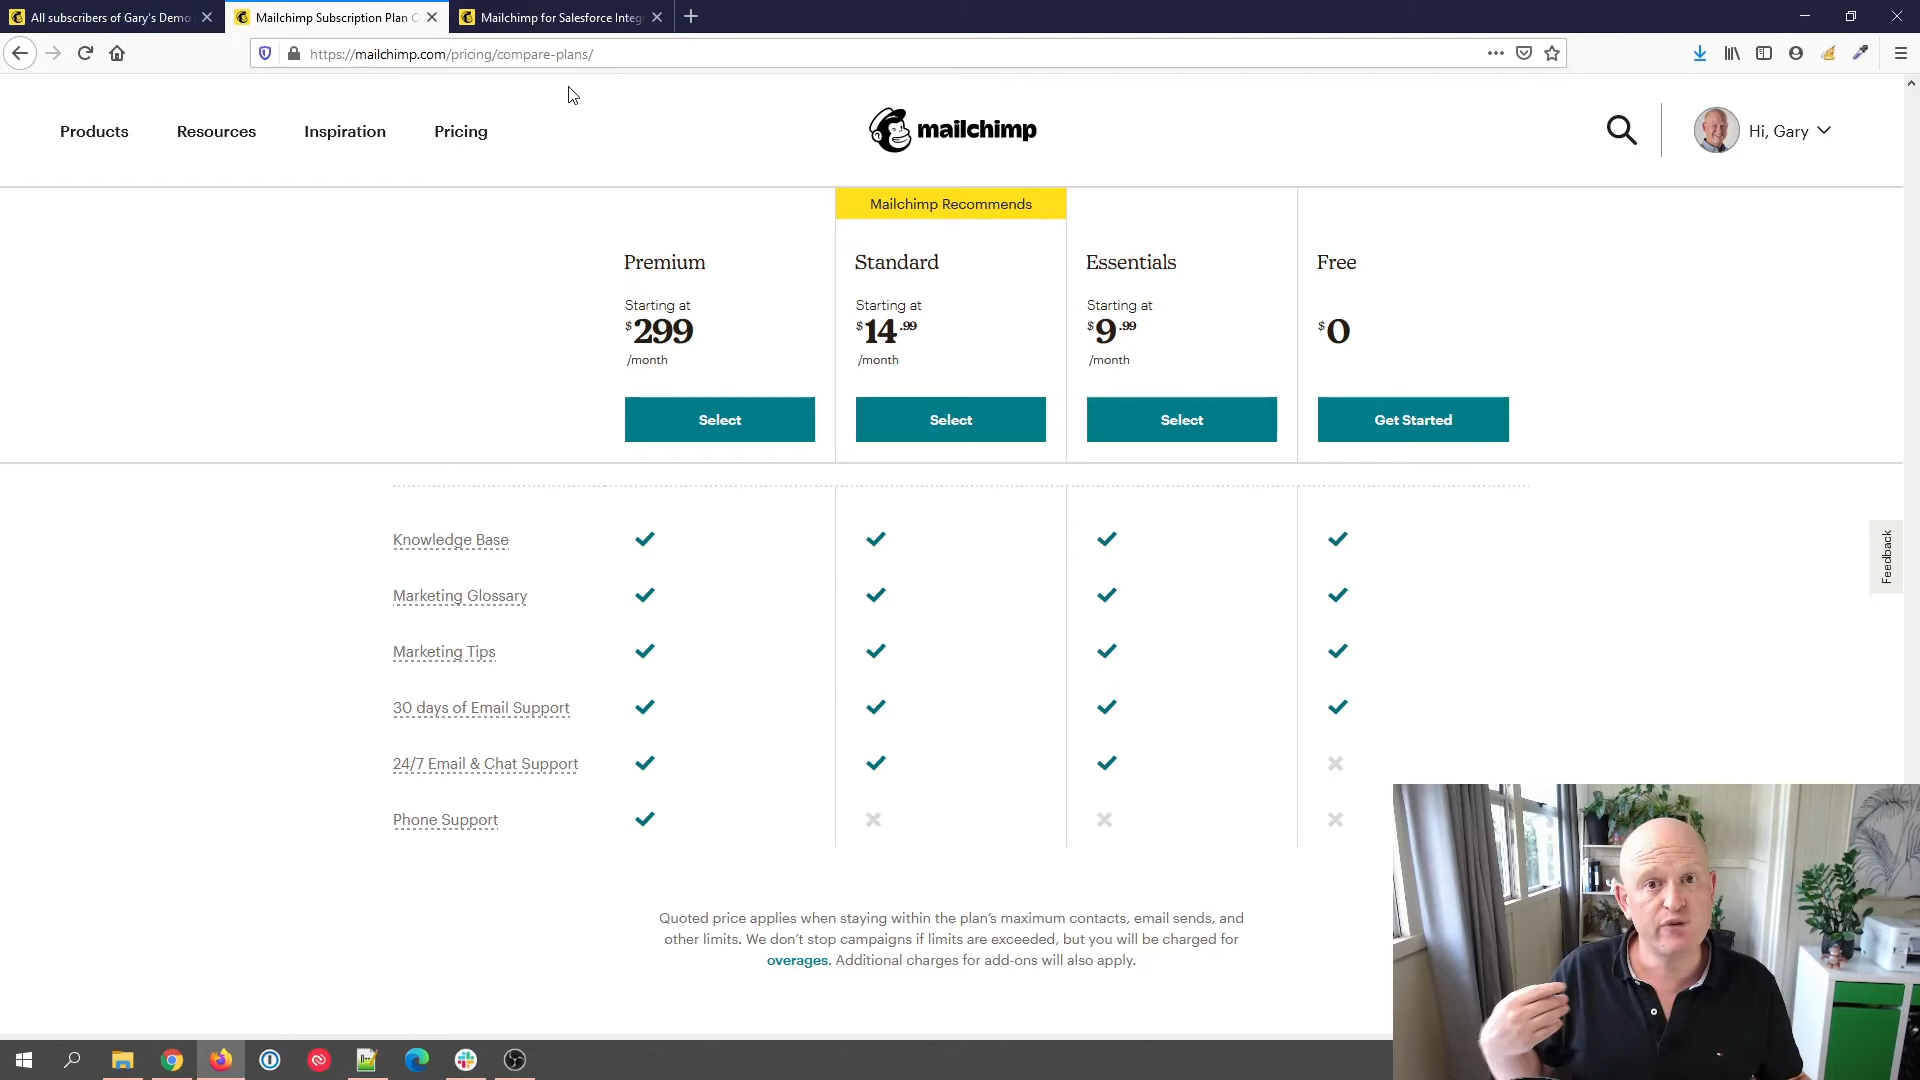 All subscribers of Gary's Demo
Mailchimp Subscription Plan C
Mailchimp for Salesforce Integ
https://mailchimp.com/pricing/compare-plans/
Products
Resources
Inspiration
Pricing
mailchimp
Hi, Gary
Mailchimp Recommends
Premium
Standard
Essentials
Free
Starting at
Starting at
Starting at
$299
$14.99
$9.99
$0
/month
/month
/month
Select
Select
Select
Get Started
Knowledge Base
Marketing Glossary
Feedback
Marketing Tips
30 days of Email Support
24/7 Email & Chat Support
Phone Support
Quoted price applies when staying within the plan's maximum contacts, email sends, and
other limits. We don't stop campaigns if limits are exceeded, but you will be charged for
overages. Additional charges for add-ons will also apply.